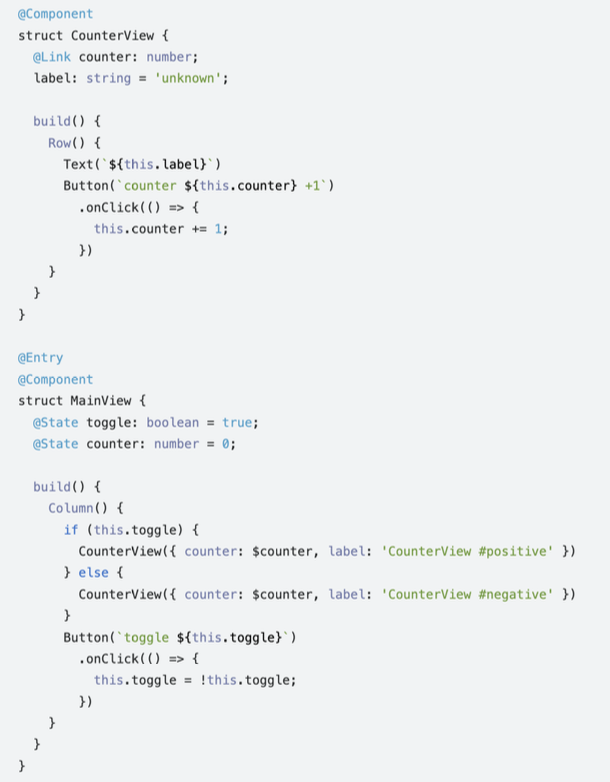 @Component
struct CounterView {
  @Link counter: number;
  label: string = 'unknown';

  build() {
    Row() {
      Text(`${this.label}`)
      Button(`counter ${this.counter} +1`)
        .onClick(() => {
          this.counter += 1;
        })
    }
  }
}

@Entry
@Component
struct MainView {
  @State toggle: boolean = true;
  @State counter: number = 0;

  build() {
    Column() {
      if (this.toggle) {
        CounterView({ counter: $counter, label: 'CounterView #positive' })
      } else {
        CounterView({ counter: $counter, label: 'CounterView #negative' })
      }
      Button(`toggle ${this.toggle}`)
        .onClick(() => {
          this.toggle = !this.toggle;
        })
    }
  }
}